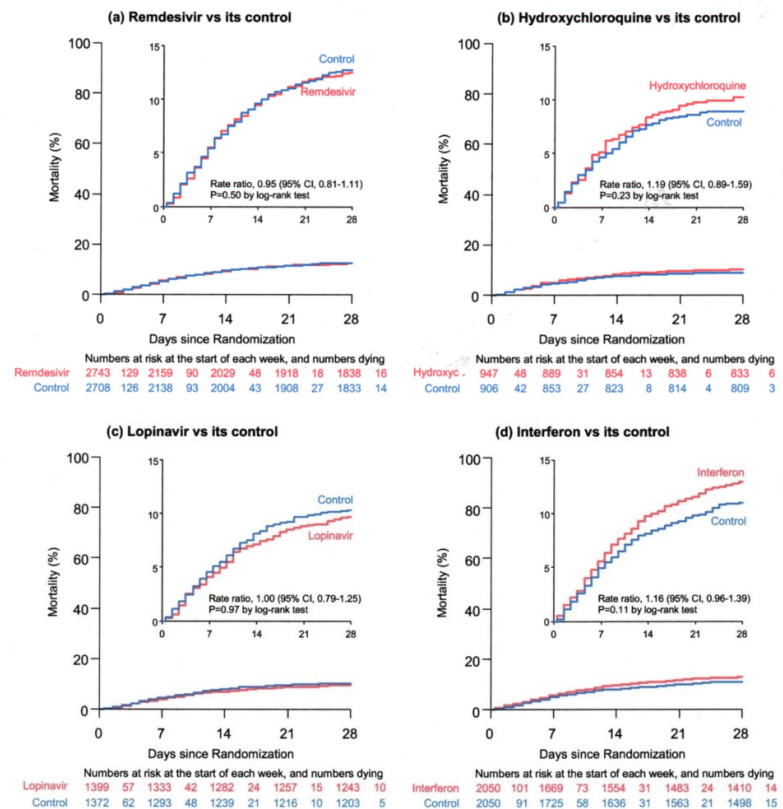 (a) Remdesivir vs its control
100
80
60
40
20
0
Mortality (%)
15
10
5
0
Control
Remdesivir
Rate ratio, 0.95 (95% CI, 0.81-1.11)
P=0.50 by log-rank test
0 7 14 21 28
0 7 14 21 28
Days since Randomization
Numbers at risk at the start of each week, and numbers dying
Remdesivir 2743 129 2159 90 2029 48 1918 18 1838 16
Control 2708 126 2138 93 2004 43 1908 27 1833 14
(b) Hydroxychloroquine vs its control
100
80
60
40
20
0
Mortality (%)
15
10
5
0
Hydroxychloroquine
Control
Rate ratio, 1.19 (95% CI, 0.89-1.59)
P=0.23 by log-rank test
0 7 14 21 28
0 7 14 21 28
Days since Randomization
Numbers at risk at the start of each week, and numbers dying
Hydroxyc. 947 48 889 31 854 13 838 6 833 6
Control 906 42 853 27 823 8 814 4 809 3
(c) Lopinavir vs its control
100
80
60
40
20
0
Mortality (%)
15
10
5
0
Control
Lopinavir
Rate ratio, 1.00 (95% CI, 0.79-1.25)
P=0.97 by log-rank test
0 7 14 21 28
0 7 14 21 28
Days since Randomization
Numbers at risk at the start of each week, and numbers dying
Lopinavir 1399 57 1333 42 1282 24 1257 15 1243 10
Control 1372 62 1293 48 1239 21 1216 10 1203 5
(d) Interferon vs its control
100
80
60
40
20
0
Mortality (%)
15
10
5
0
Interferon
Control
Rate ratio, 1.16 (95% CI, 0.96-1.39)
P=0.11 by log-rank test
0 7 14 21 28
0 7 14 21 28
Days since Randomization
Numbers at risk at the start of each week, and numbers dying
Interferon 2050 101 1669 73 1554 31 1483 24 1410 14
Control 2050 91 1725 58 1636 31 1563 21 1498 8